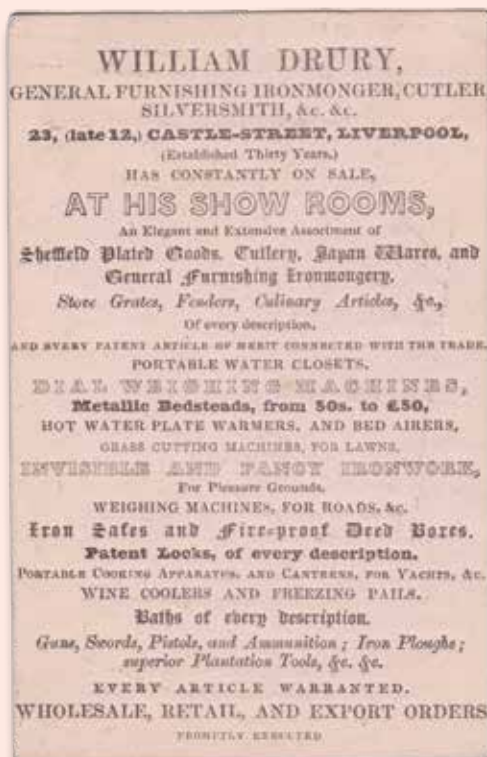 WILLIAM DRURY,
GENERAL FURNISHING IRONMONGER, CUTLER
SILVERSMITH, &c. &c.
23, (late 12,) CASTLE-STREET, LIVERPOOL,
(Established Thirty Years.)
HAS CONSTANTLY ON SALE,
AT HIS SHOW ROOMS,
An Elegant and Extensive Assortment of
Sheffield Plated Goods, Cutlery, Japan Wares, and
General Furnishing Ironmongery,
Stove Grates, Fenders, Culinary Articles, &c.,
Of every description,
AND EVERY PATENT ARTICLE OF MERIT CONNECTED WITH THE TRADE.
PORTABLE WATER CLOSETS,
DIAL WEIGHING MACHINES,
Metallic Bedsteads, from 50s. to £50,
HOT WATER PLATE WARMERS, AND BED AIRERS,
GRASS CUTTING MACHINES, FOR LAWNS,
INVISIBLE AND FANCY IRONWORK,
For Pleasure Grounds,
WEIGHING MACHINES, FOR ROADS, &c.
Iron Safes and Fire-proof Deed Boxes.
Patent Locks, of every description.
PORTABLE COOKING APPARATUS, AND CANTEENS, FOR YACHTS, &c.
WINE COOLERS AND FREEZING PAILS.
Baths of every description.
Guns, Swords, Pistols, and Ammunition; Iron Ploughs;
superior Plantation Tools, &c. &c.
EVERY ARTICLE WARRANTED.
WHOLESALE, RETAIL, AND EXPORT ORDERS
PROMPTLY EXECUTED